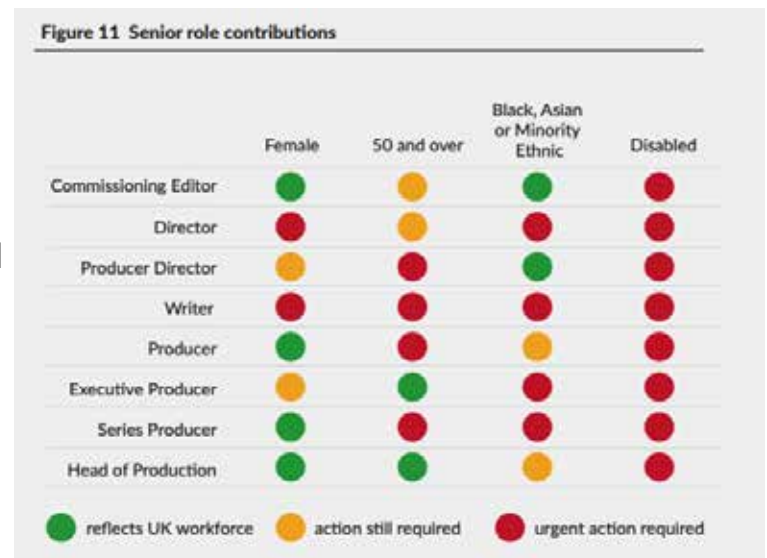 Figure 11 Senior role contributions
Black, Asian
or Minority
Female 50 and over Ethnic Disabled
Commissioning Editor
Director
Producer Director
Writer
Producer
Executive Producer
Series Producer
Head of Production
reflects UK workforce action still required urgent action required